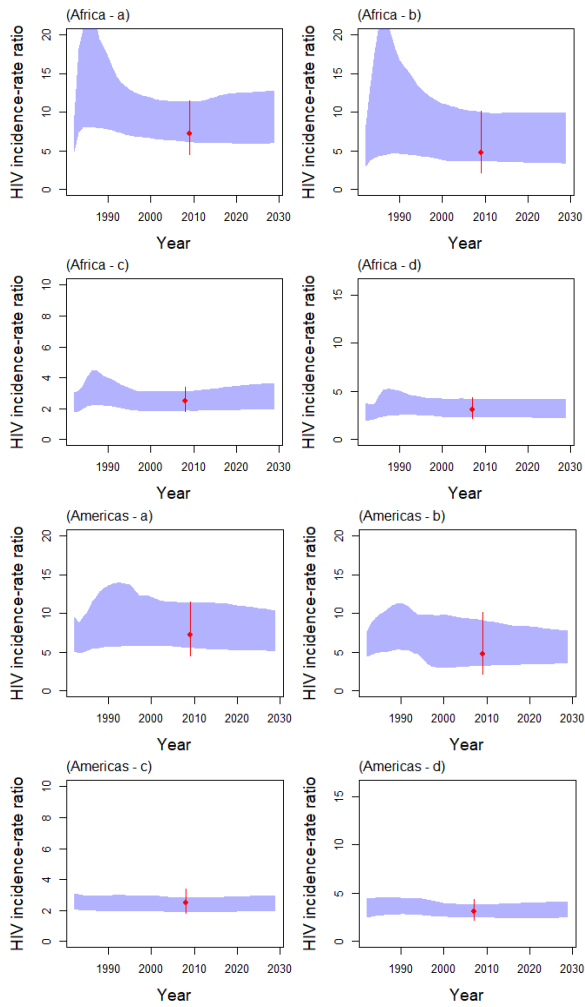 (Africa - a)
HIV incidence-rate ratio
0 5 10 15 20
1990 2000 2010 2020 2030
Year
(Africa - b)
HIV incidence-rate ratio
0 5 10 15 20
1990 2000 2010 2020 2030
Year
(Africa - c)
HIV incidence-rate ratio
0 2 4 6 8 10
1990 2000 2010 2020 2030
Year
(Africa - d)
HIV incidence-rate ratio
0 5 10 15
1990 2000 2010 2020 2030
Year
(Americas - a)
HIV incidence-rate ratio
0 5 10 15 20
1990 2000 2010 2020 2030
Year
(Americas - b)
HIV incidence-rate ratio
0 5 10 15 20
1990 2000 2010 2020 2030
Year
(Americas - c)
HIV incidence-rate ratio
0 2 4 6 8 10
1990 2000 2010 2020 2030
Year
(Americas - d)
HIV incidence-rate ratio
0 5 10 15
1990 2000 2010 2020 2030
Year